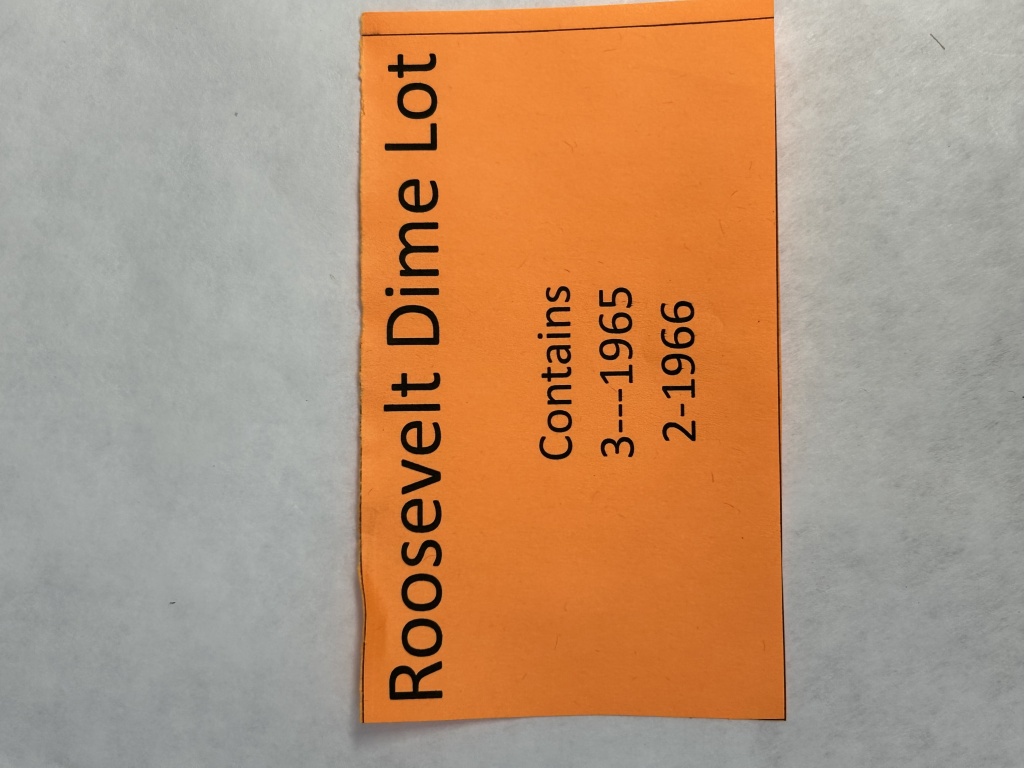 Roosevelt Dime Lot
Contains
3---1965
2-1966